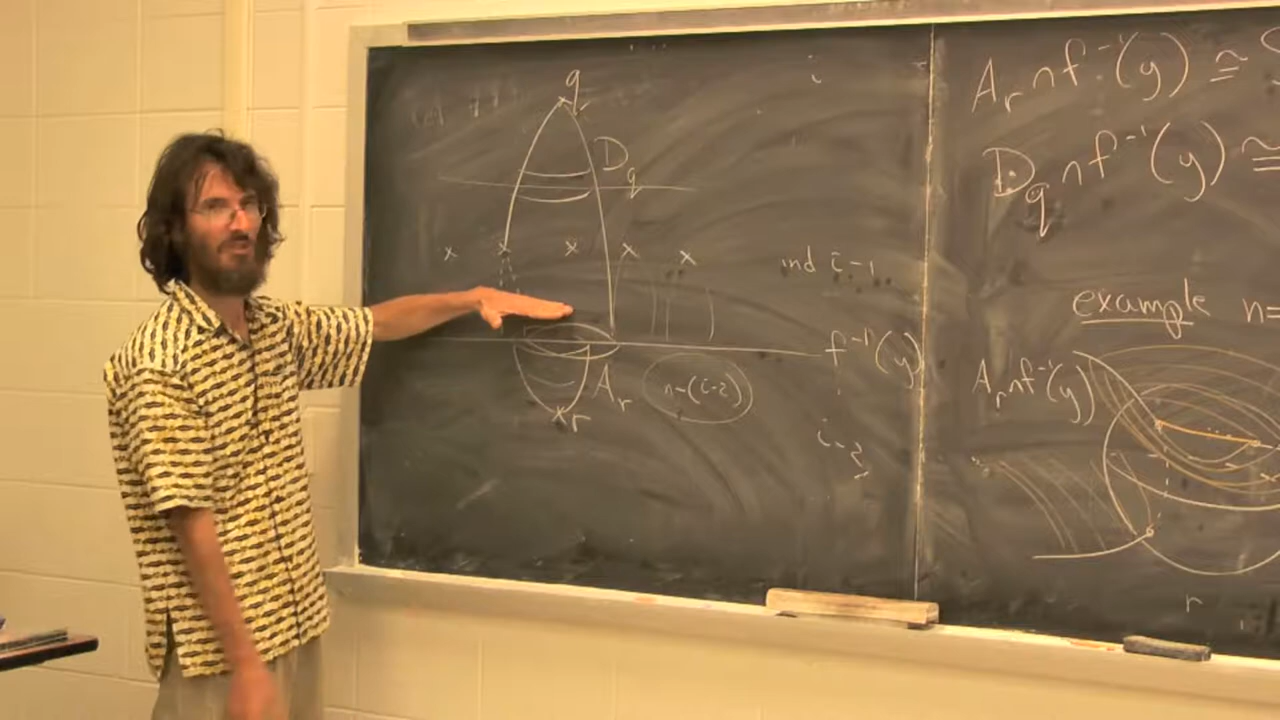 q
D_q
x x x x x
ind i-1
f⁻¹(y)
A_r
n-(i-2)
r
i-2
i
A_r ∩ f⁻¹(y) ≅
D_q ∩ f⁻¹(y) ≅
example n=
A_r ∩ f⁻¹(y)
r